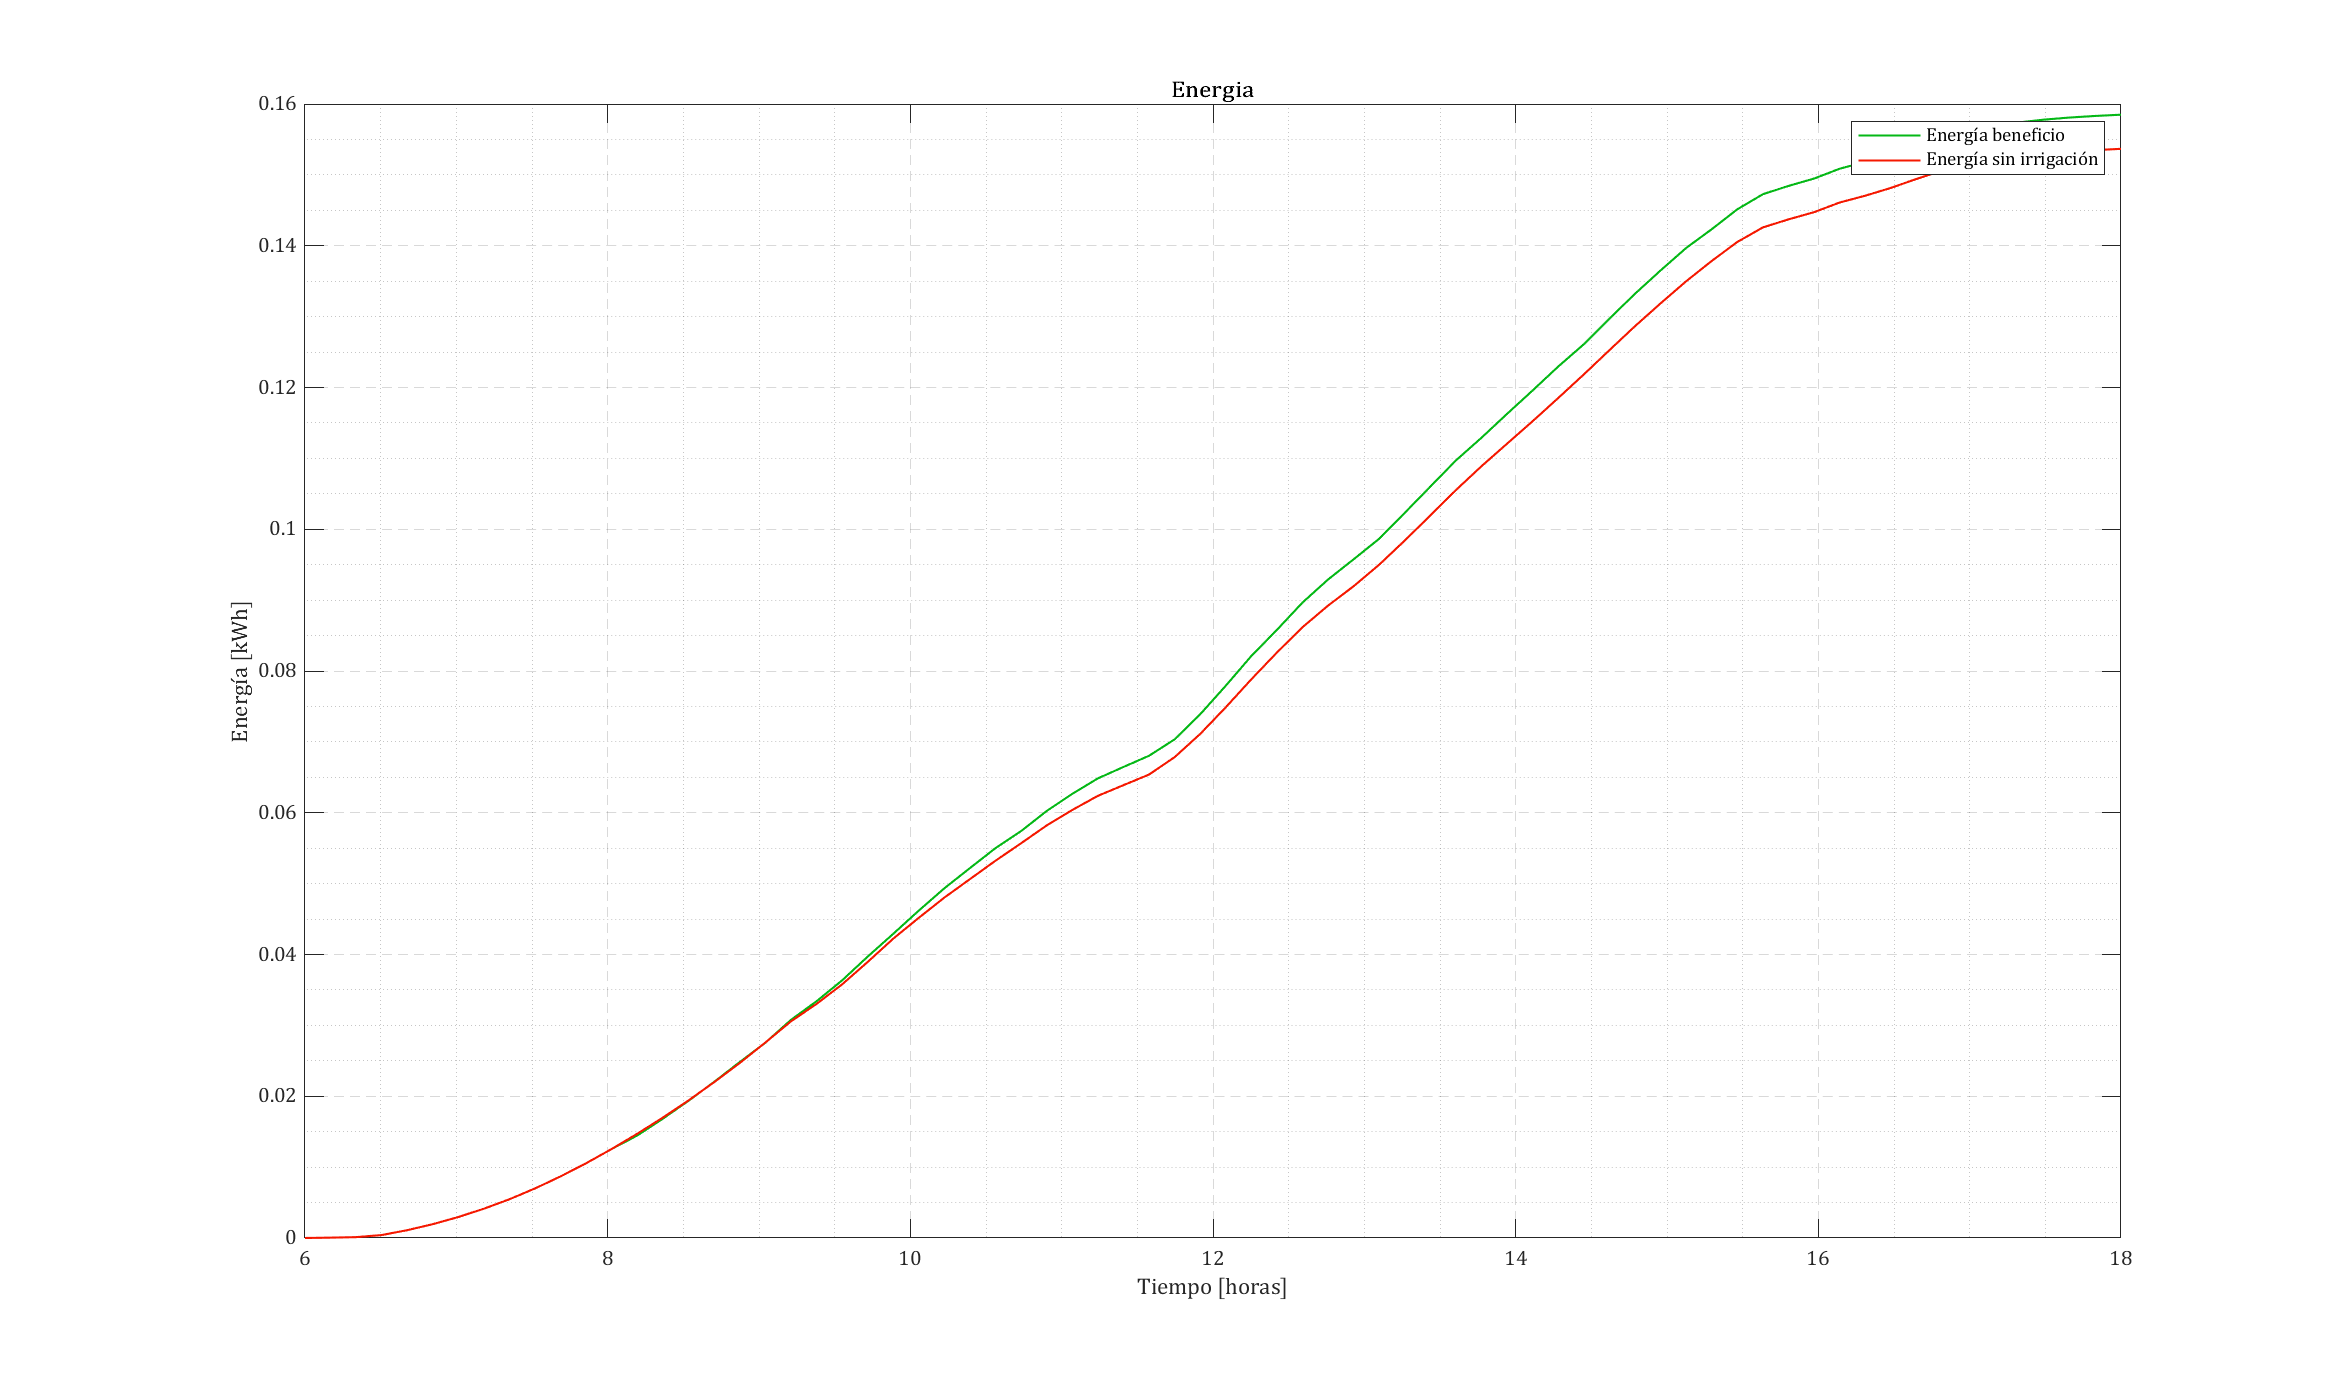 Energia
0.16
Energía beneficio
Energía sin irrigación
0.14
0.12
0.1
0.08
0.06
0.04
0.02
0
Energía [kWh]
6 8 10 12 14 16 18
Tiempo [horas]